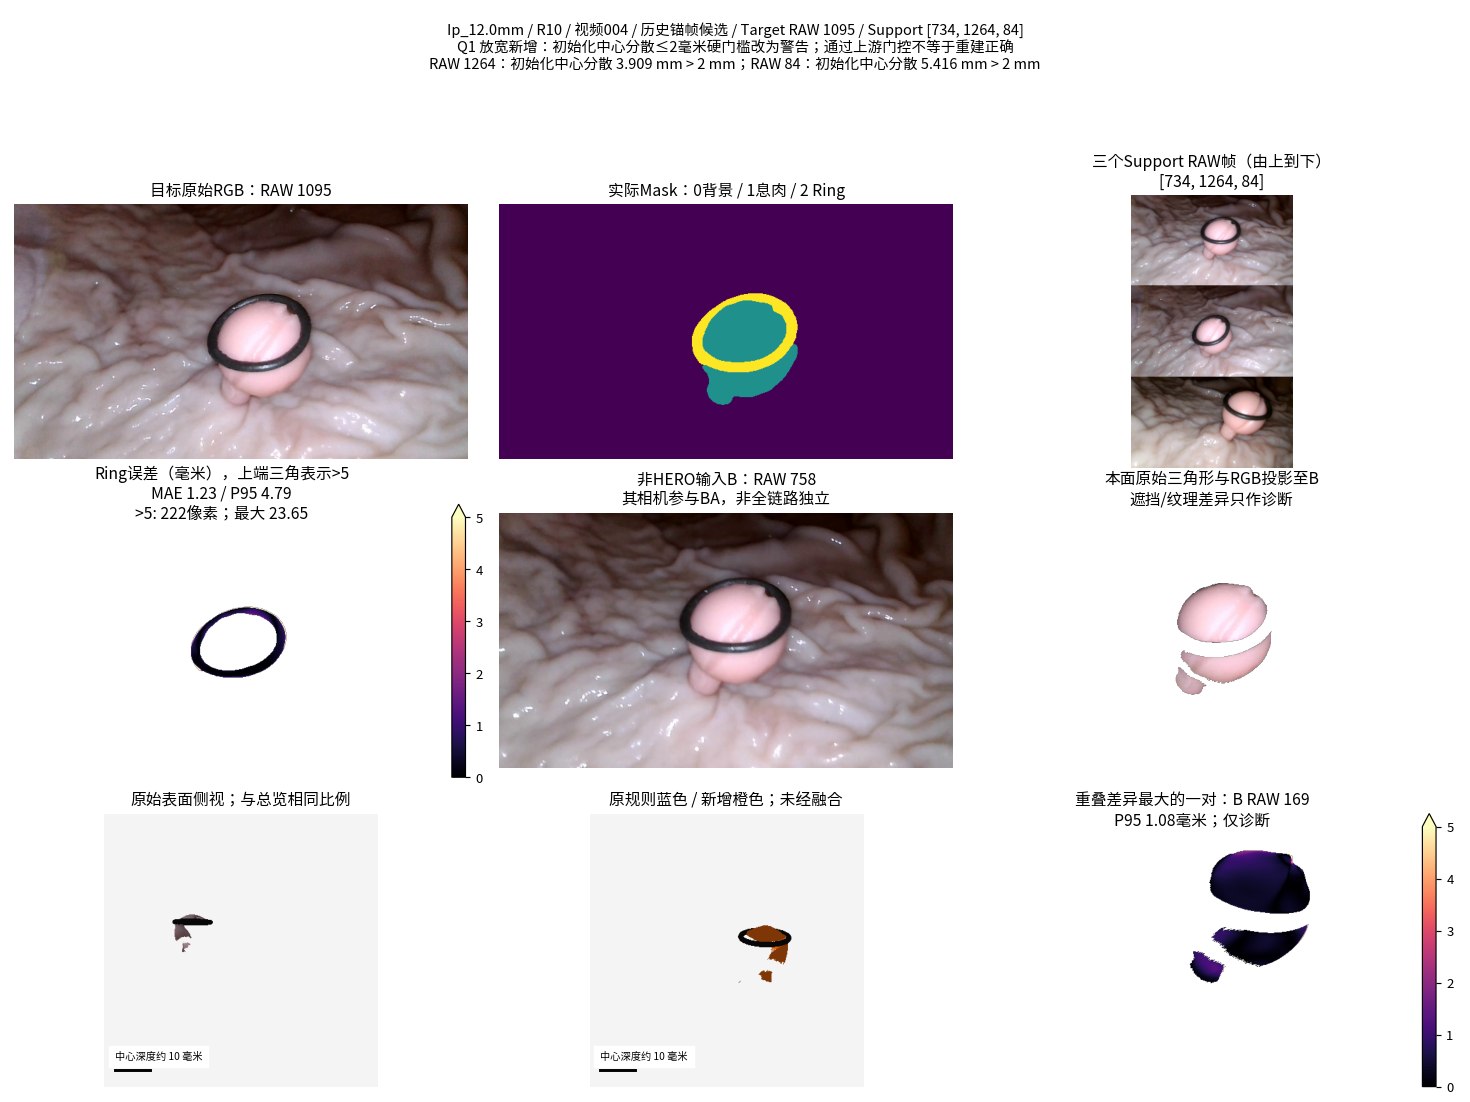 Ip_12.0mm / R10 / 视频004 / 历史锚帧候选 / Target RAW 1095 / Support [734, 1264, 84]
Q1 放宽新增：初始化中心分散≤2毫米硬门槛改为警告；通过上游门控不等于重建正确
RAW 1264：初始化中心分散 3.909 mm > 2 mm；RAW 84：初始化中心分散 5.416 mm > 2 mm
目标原始RGB：RAW 1095
实际Mask：0背景 / 1息肉 / 2 Ring
三个Support RAW帧（由上到下）
[734, 1264, 84]
Ring误差（毫米），上端三角表示>5
MAE 1.23 / P95 4.79
>5: 222像素；最大 23.65
5
4
3
2
1
0
非HERO输入B：RAW 758
其相机参与BA，非全链路独立
本面原始三角形与RGB投影至B
遮挡/纹理差异只作诊断
原始表面侧视；与总览相同比例
中心深度约 10 毫米
原规则蓝色 / 新增橙色；未经融合
中心深度约 10 毫米
重叠差异最大的一对：B RAW 169
P95 1.08毫米；仅诊断
5
4
3
2
1
0